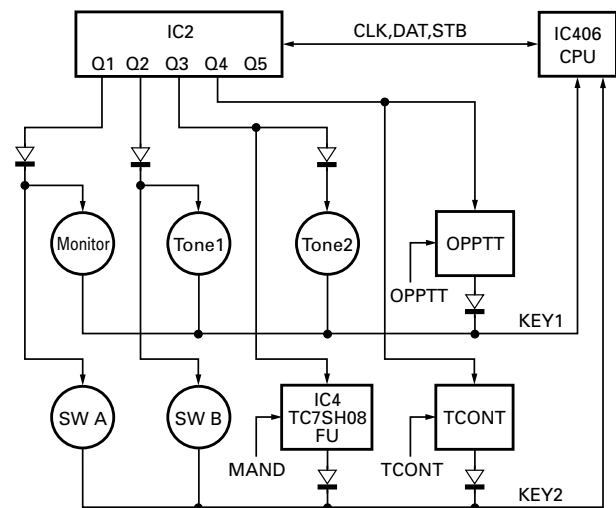 IC2
CLK,DAT,STB
IC406
CPU
Q1 Q2 Q3 Q4 Q5
Monitor
Tone1
Tone2
OPPTT
OPPTT
KEY1
SW A
SW B
IC4
TC7SH08
FU
TCONT
MAND
TCONT
KEY2